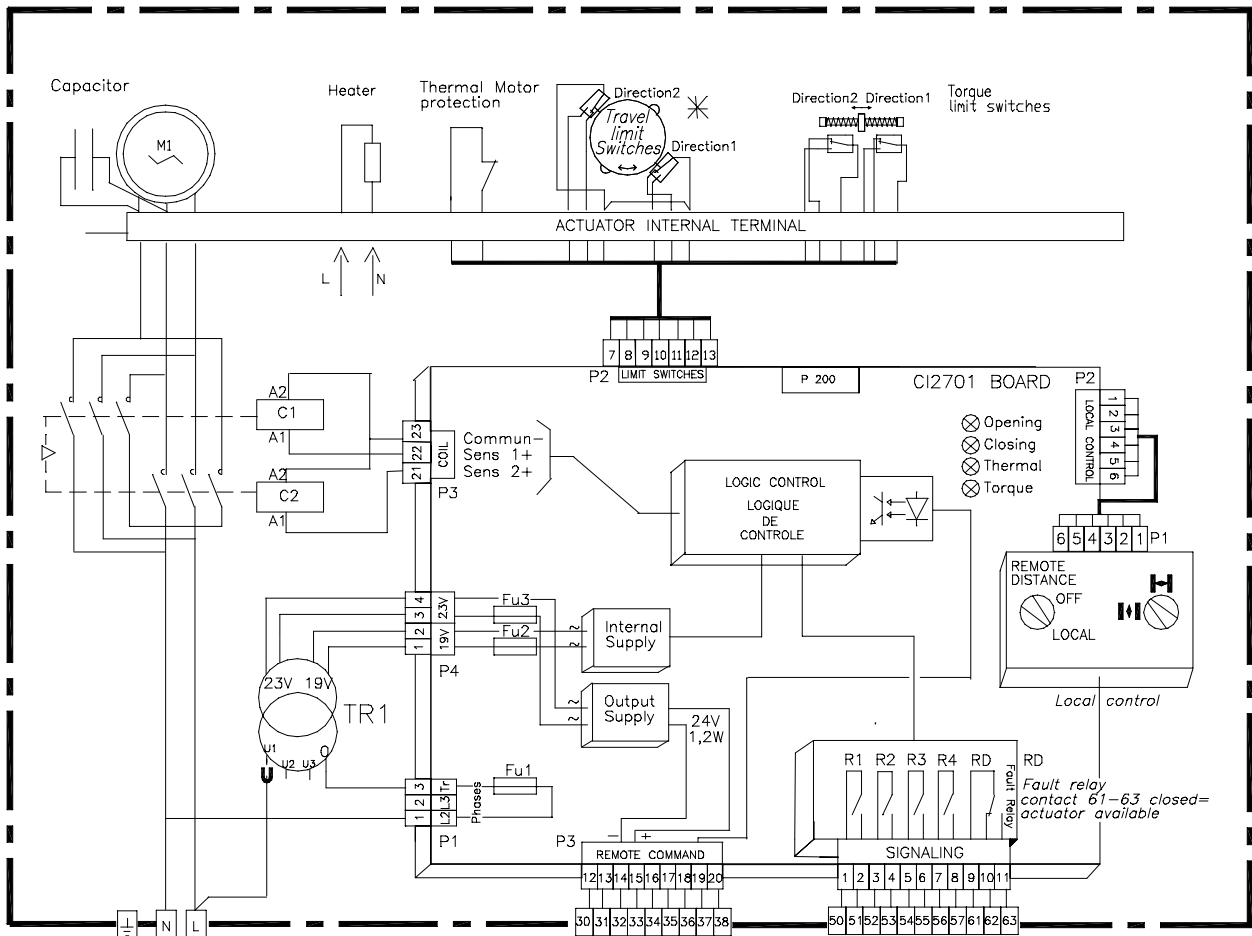 Capacitor
M1
Heater
Thermal Motor
protection
Direction2
Travel
limit
Switches
Direction1
Direction2 Direction1
Torque
limit switches
ACTUATOR INTERNAL TERMINAL
L
N
7 8 9 10 11 12 13
P2
LIMIT SWITCHES
P 200
CI2701 BOARD
P2
LOCAL CONTROL
1
2
3
4
5
6
A2
C1
A1
A2
C2
A1
23
22
21
COIL
P3
Commun-
Sens 1+
Sens 2+
Opening
Closing
Thermal
Torque
LOGIC CONTROL
LOGIQUE
DE
CONTROLE
6 5 4 3 2 1
P1
REMOTE
DISTANCE
OFF
LOCAL
Local control
4
3
2
1
23V
19V
P4
Fu3
Fu2
~
~
Internal
Supply
~
~
Output
Supply
24V
1,2W
23V 19V
TR1
U1
U2 U3
O
3
2
1
Tr
L3
L2
Phases
P1
Fu1
R1 R2 R3 R4 RD
Fault Relay
RD
Fault relay
contact 61-63 closed=
actuator available
P3
- +
REMOTE COMMAND
12 13 14 15 16 17 18 19 20
30 31 32 33 34 35 36 37 38
SIGNALING
1 2 3 4 5 6 7 8 9 10 11
50 51 52 53 54 55 56 57 61 62 63
N
L